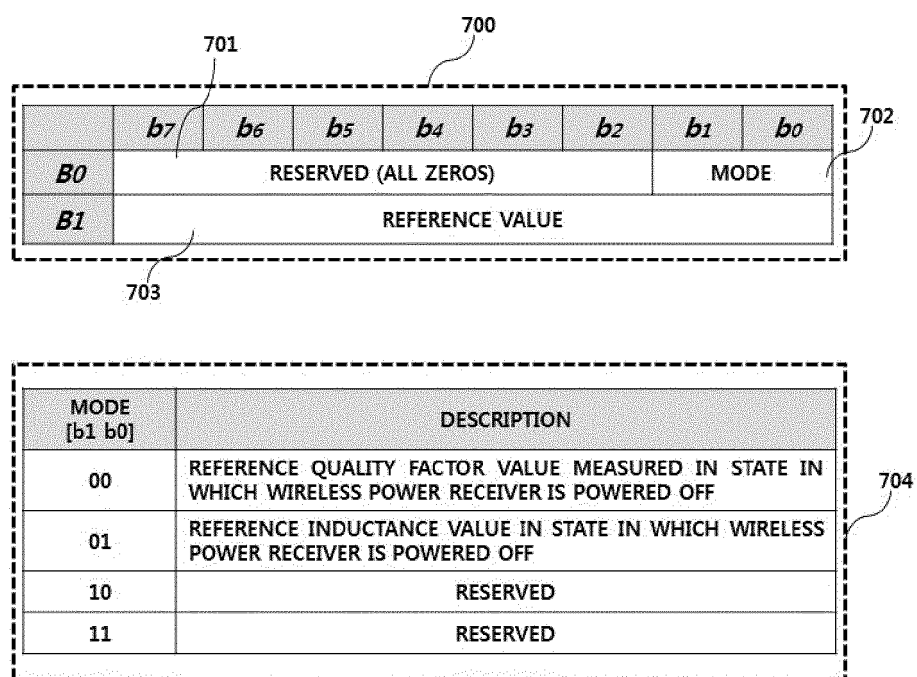 700
701
b7 b6 b5 b4 b3 b2 b1 b0
702
B0 RESERVED (ALL ZEROS) MODE
B1 REFERENCE VALUE
703
MODE
[b1 b0]
DESCRIPTION
00
REFERENCE QUALITY FACTOR VALUE MEASURED IN STATE IN
WHICH WIRELESS POWER RECEIVER IS POWERED OFF
704
01
REFERENCE INDUCTANCE VALUE IN STATE IN WHICH WIRELESS
POWER RECEIVER IS POWERED OFF
10 RESERVED
11 RESERVED